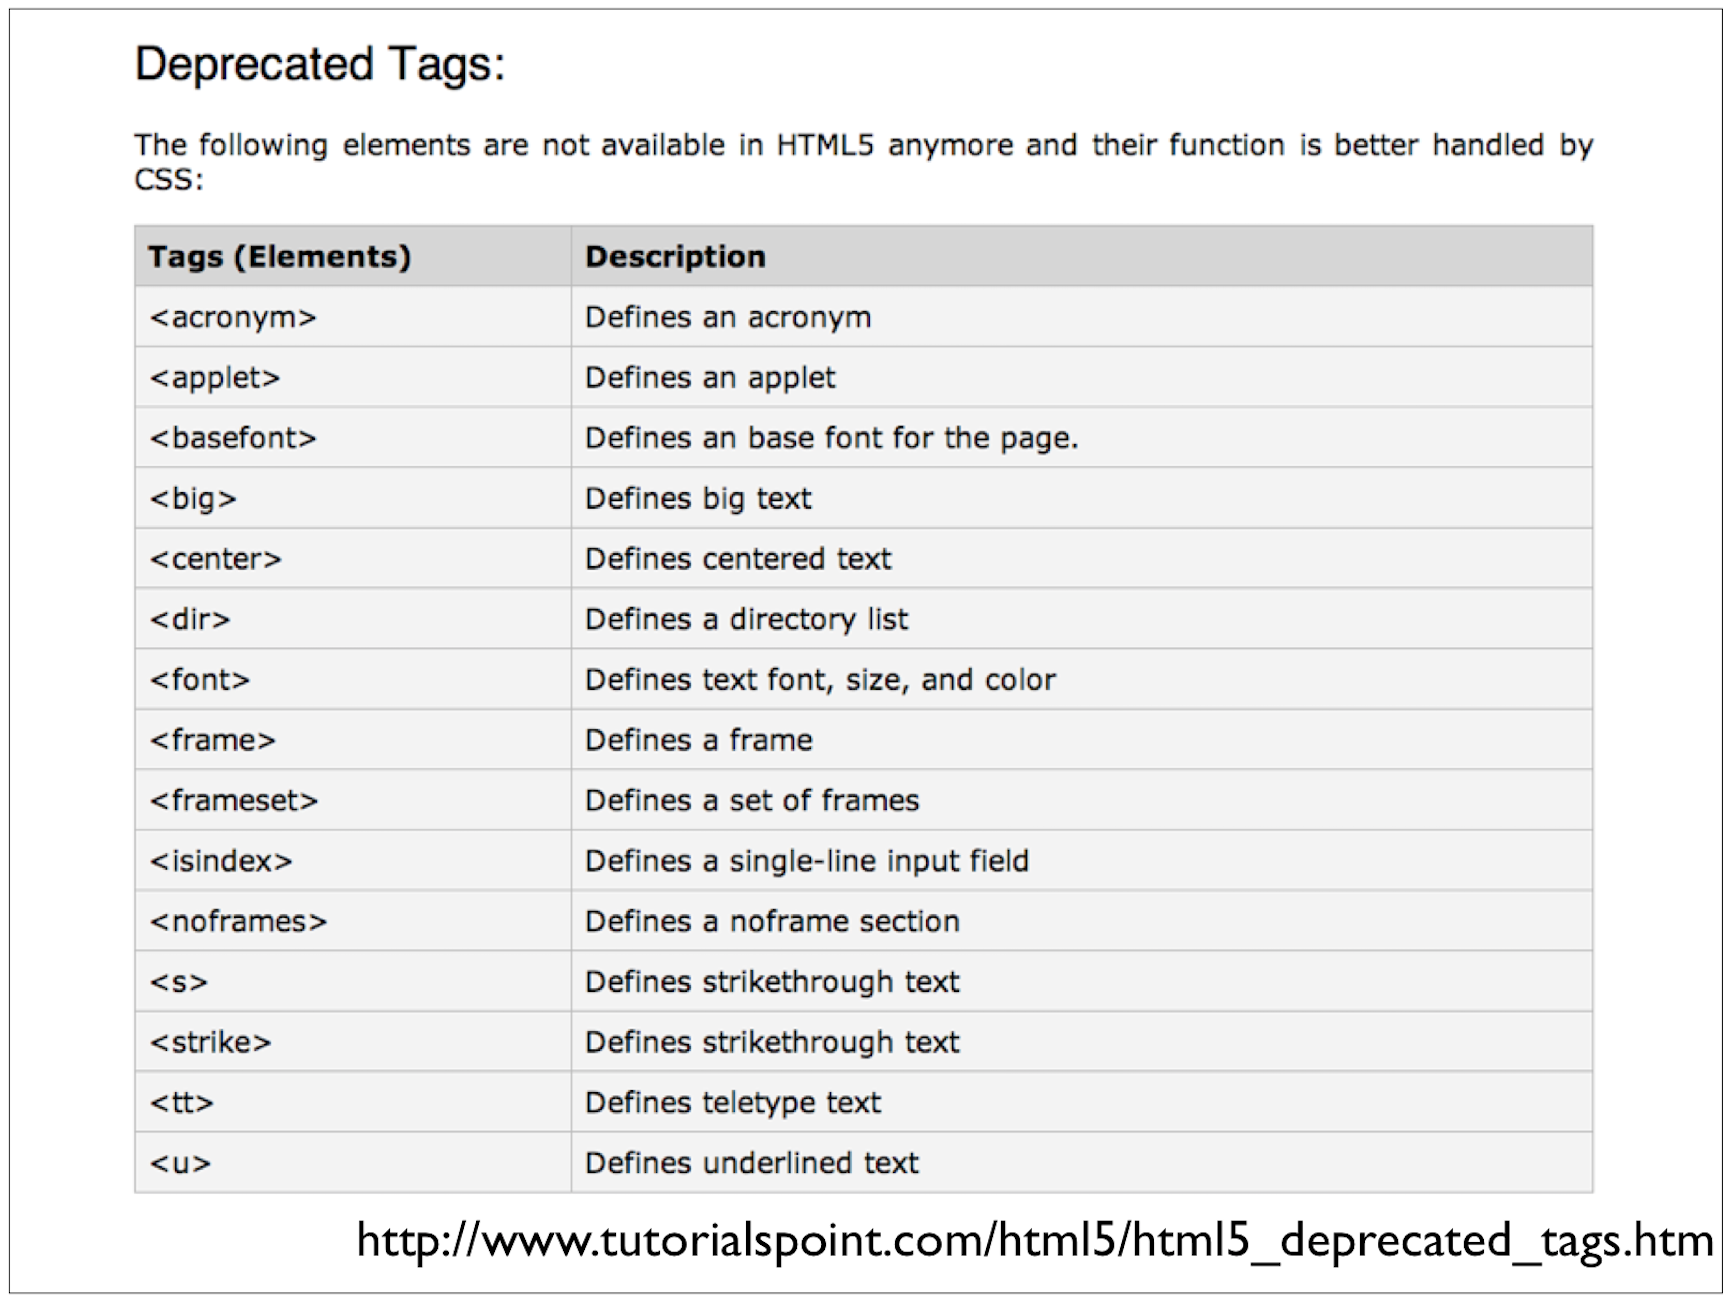 Deprecated Tags:
The following elements are not available in HTML5 anymore and their function is better handled by
CSS:
Tags (Elements) Description
<acronym> Defines an acronym
<applet> Defines an applet
<basefont> Defines an base font for the page.
<big> Defines big text
<center> Defines centered text
<dir> Defines a directory list
<font> Defines text font, size, and color
<frame> Defines a frame
<frameset> Defines a set of frames
<isindex> Defines a single-line input field
<noframes> Defines a noframe section
<s> Defines strikethrough text
<strike> Defines strikethrough text
<tt> Defines teletype text
<u> Defines underlined text
http://www.tutorialspoint.com/html5/html5_deprecated_tags.htm